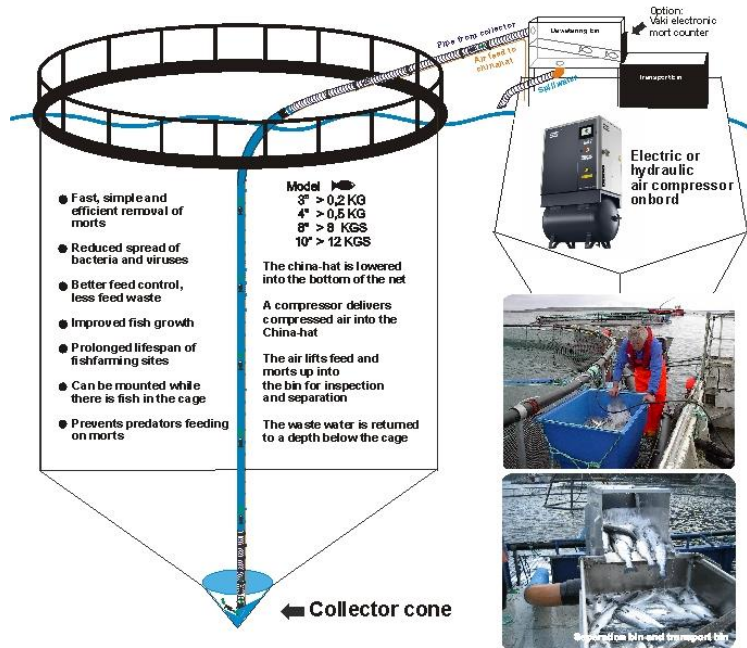 Option:
Vaki electronic
mort counter
Pipe from collector
Air feed to
chinahat
Dewatering bin
Transport bin
Spillwater
Electric or
hydraulic
air compressor
onbord
Fast, simple and
efficient removal of
morts
Reduced spread of
bacteria and viruses
Better feed control,
less feed waste
Improved fish growth
Prolonged lifespan of
fishfarming sites
Can be mounted while
there is fish in the cage
Prevents predators feeding
on morts
Model
3" > 0,2 KG
4" > 0,5 KG
8" > 8 KGS
10" > 12 KGS
The china-hat is lowered
into the bottom of the net
A compressor delivers
compressed air into the
China-hat
The air lifts feed and
morts up into
the bin for inspection
and separation
The waste water is returned
to a depth below the cage
Collector cone
Separation bin and transport bin